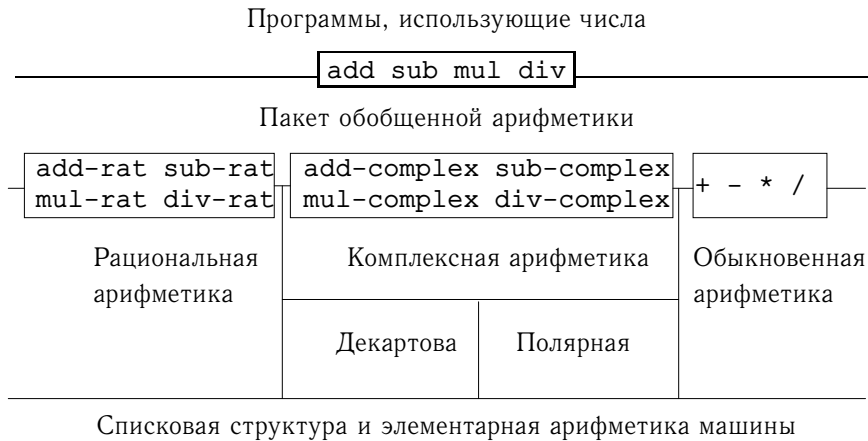 Программы, использующие числа
add sub mul div
Пакет обобщенной арифметики
add-rat sub-rat
mul-rat div-rat
add-complex sub-complex
mul-complex div-complex
+ - * /
Рациональная
арифметика
Комплексная арифметика
Обыкновенная
арифметика
Декартова
Полярная
Списковая структура и элементарная арифметика машины